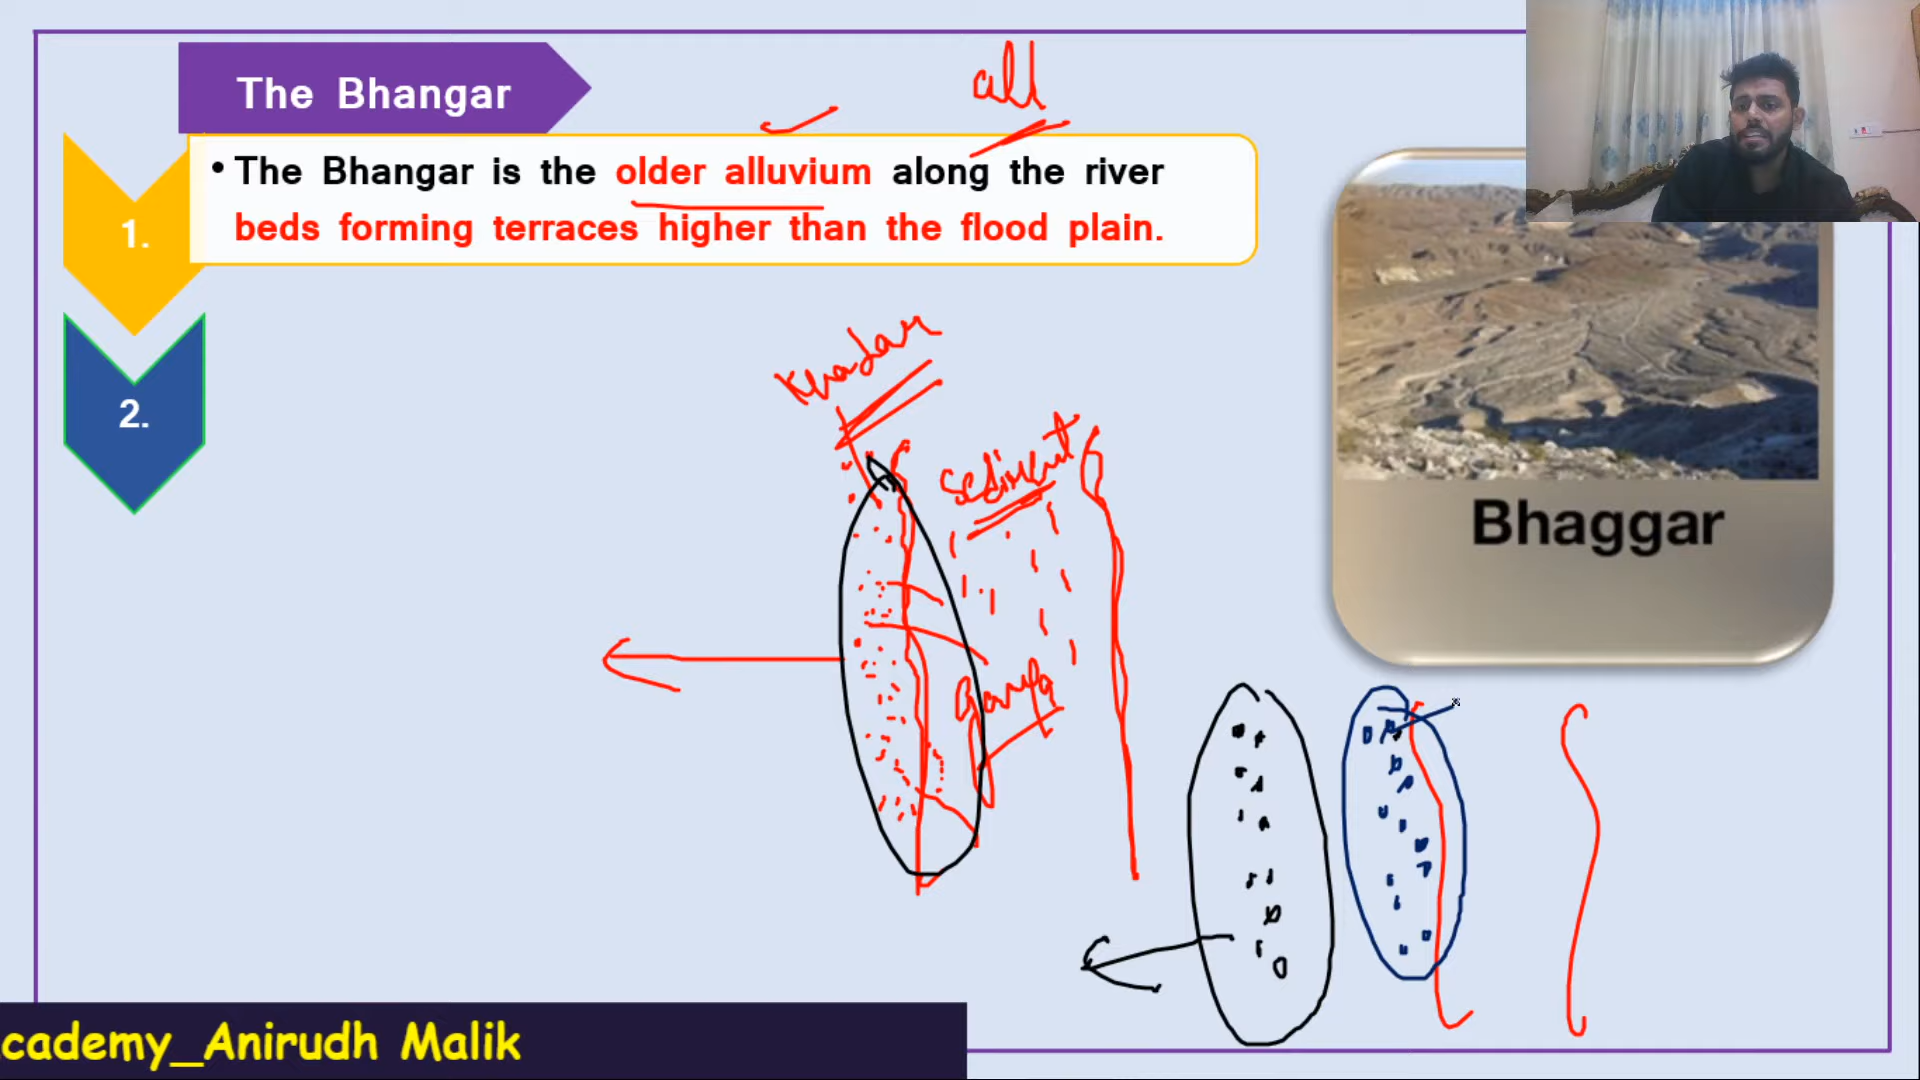 The Bhangar
all
1.
• The Bhangar is the older alluvium along the river
beds forming terraces higher than the flood plain.
2.
Khadar
Sediment
Ganga
Bhaggar
cademy_Anirudh Malik